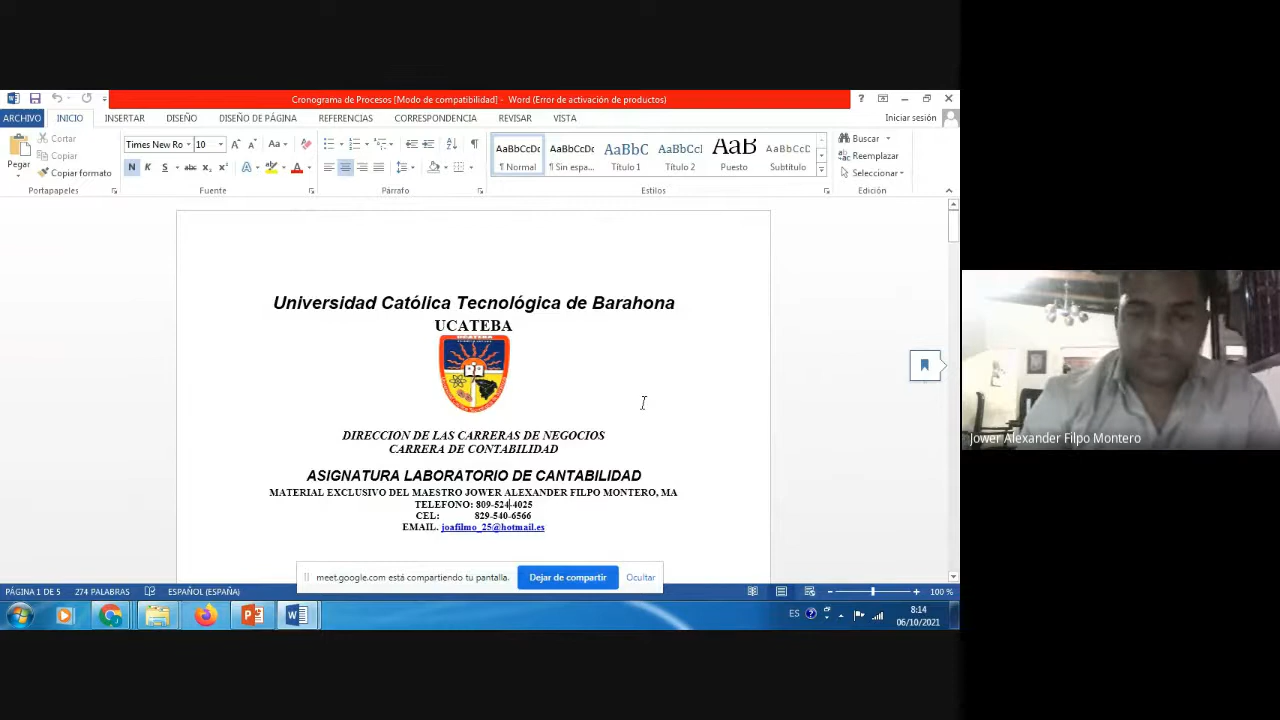 Cronograma de Procesos [Modo de compatibilidad] - Word (Error de activación de productos)
ARCHIVO INICIO INSERTAR DISEÑO DISEÑO DE PÁGINA REFERENCIAS CORRESPONDENCIA REVISAR VISTA Iniciar sesión
Pegar
Cortar
Copiar
Copiar formato
Portapapeles
Times New Ro 10
N K S
Fuente
Párrafo
AaBbCcDc AaBbCcDc AaBbC AaBbCcI AaB AaBbCcD
¶ Normal ¶ Sin espa... Título 1 Título 2 Puesto Subtítulo
Estilos
Buscar
Reemplazar
Seleccionar
Edición
Universidad Católica Tecnológica de Barahona
UCATEBA
UCATEBA
DIRECCION DE LAS CARRERAS DE NEGOCIOS
CARRERA DE CONTABILIDAD
ASIGNATURA LABORATORIO DE CANTABILIDAD
MATERIAL EXCLUSIVO DEL MAESTRO JOWER ALEXANDER FILPO MONTERO, MA
TELEFONO: 809-524-4025
CEL: 829-540-6566
EMAIL. joafilmo_25@hotmail.es
meet.google.com está compartiendo tu pantalla. Dejar de compartir Ocultar
PÁGINA 1 DE 5 274 PALABRAS ESPAÑOL (ESPAÑA) 100 %
ES 8:14
06/10/2021
Jower Alexander Filpo Montero